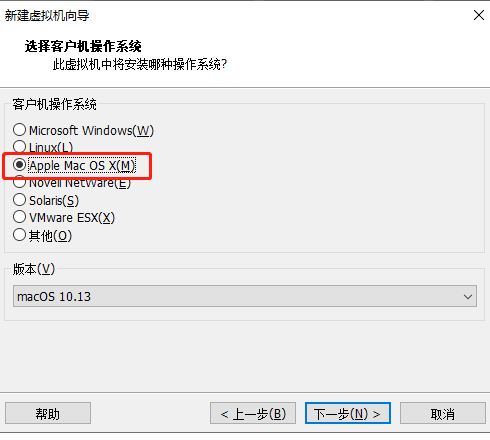 新建虚拟机向导
选择客户机操作系统
此虚拟机中将安装哪种操作系统?
客户机操作系统
Microsoft Windows(W)
Linux(L)
Apple Mac OS X(M)
Novell NetWare(E)
Solaris(S)
VMware ESX(X)
其他(O)
版本(V)
macOS 10.13
帮助
< 上一步(B)
下一步(N) >
取消